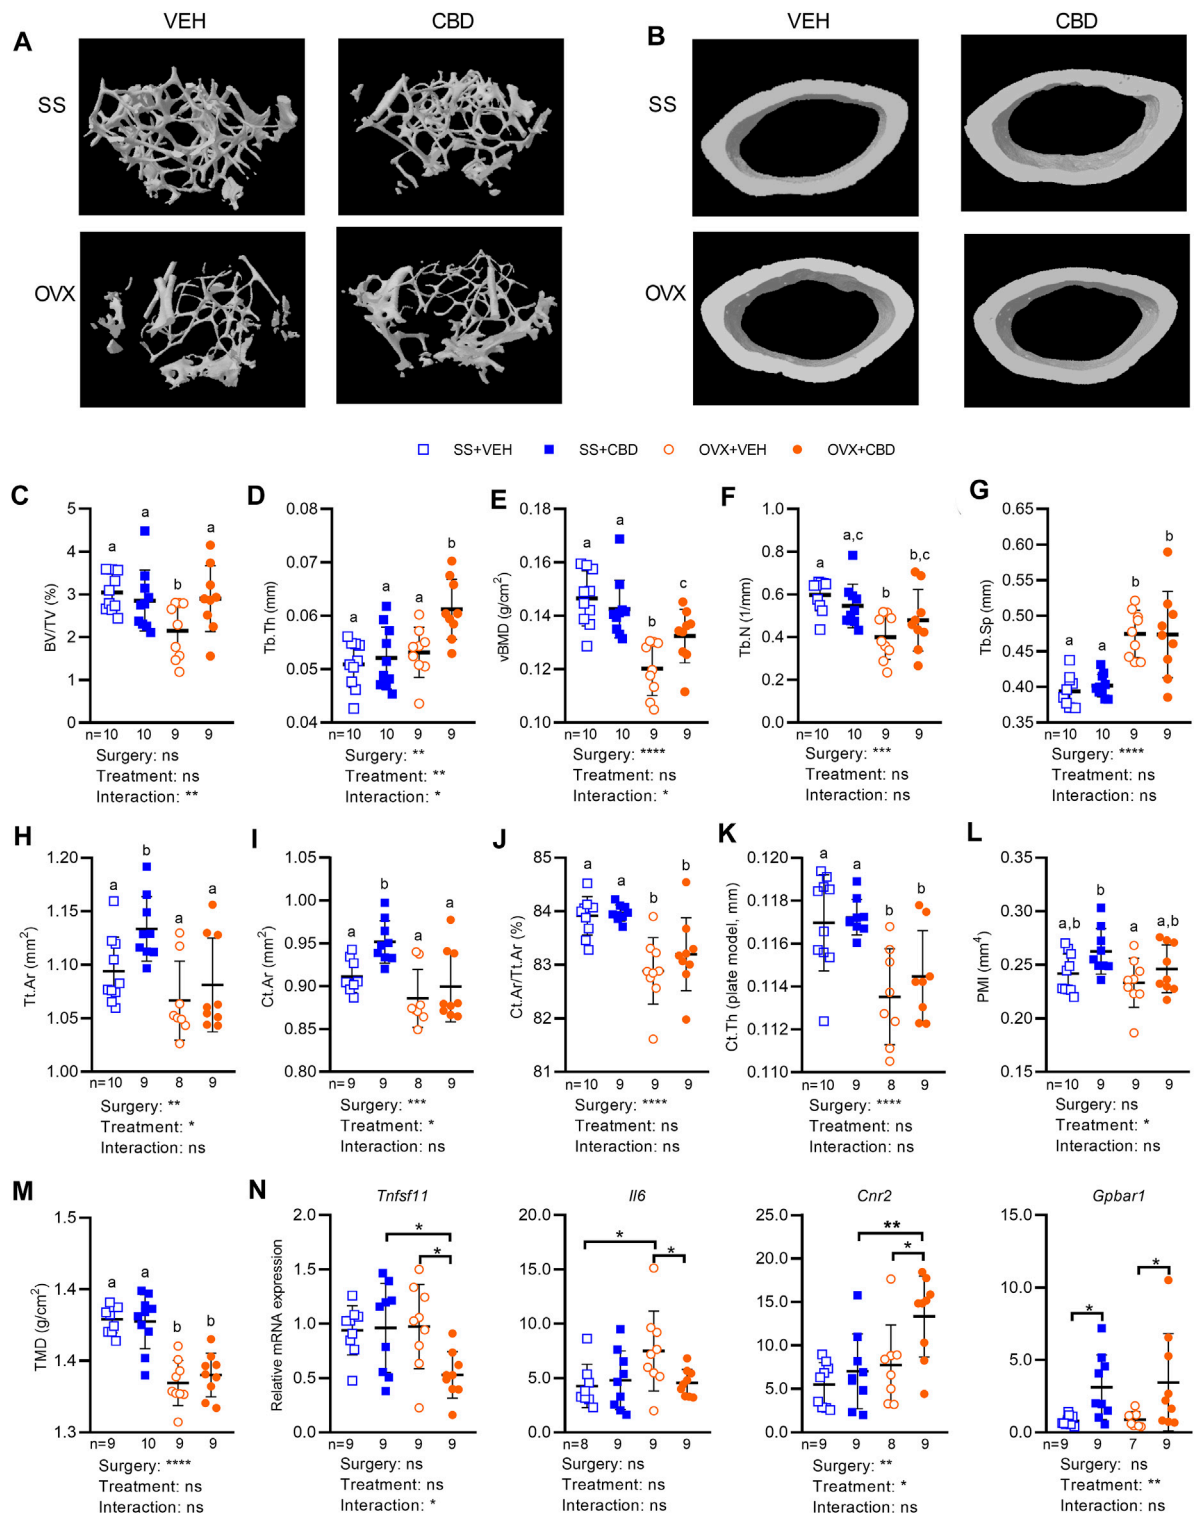 A
VEH
CBD
B
VEH
CBD
SS
SS
OVX
OVX
SS+VEH
SS+CBD
OVX+VEH
OVX+CBD
C
BV/TV (%)
5
4
3
2
1
0
a
a
b
a
n=10
10
9
9
Surgery: ns
Treatment: ns
Interaction: **
D
Tb.Th (mm)
0.08
0.07
0.06
0.05
0.04
a
a
a
b
n=10
10
9
9
Surgery: **
Treatment: **
Interaction: *
E
vBMD (g/cm²)
0.18
0.16
0.14
0.12
0.10
a
a
b
c
n=10
10
9
9
Surgery: ****
Treatment: ns
Interaction: *
F
Tb.N (1/mm)
1.0
0.8
0.6
0.4
0.2
0.0
a
a,c
b
b,c
n=10
10
9
9
Surgery: ***
Treatment: ns
Interaction: ns
G
Tb.Sp (mm)
0.65
0.60
0.55
0.50
0.45
0.40
0.35
a
a
b
b
n=10
10
9
9
Surgery: ****
Treatment: ns
Interaction: ns
H
Tt.Ar (mm²)
1.20
1.15
1.10
1.05
1.00
a
b
a
a
n=10
9
8
9
Surgery: **
Treatment: *
Interaction: ns
I
Ct.Ar (mm²)
1.05
1.00
0.95
0.90
0.85
0.80
a
b
a
a
n=9
9
8
9
Surgery: ***
Treatment: *
Interaction: ns
J
Ct.Ar/Tt.Ar (%)
85
84
83
82
81
a
a
b
b
n=10
9
9
9
Surgery: ****
Treatment: ns
Interaction: ns
K
Ct.Th (plate model. mm)
0.120
0.118
0.116
0.114
0.112
0.110
a
a
b
b
n=10
9
8
9
Surgery: ****
Treatment: ns
Interaction: ns
L
PMI (mm⁴)
0.35
0.30
0.25
0.20
0.15
a,b
b
a
a,b
n=10
9
9
9
Surgery: ns
Treatment: *
Interaction: ns
M
TMD (g/cm²)
1.5
1.4
1.4
1.3
a
a
b
b
n=9
10
9
9
Surgery: ****
Treatment: ns
Interaction: ns
N
Relative mRNA expression
Tnfsf11
2.0
1.5
1.0
0.5
0.0
*
*
n=9
9
9
9
Surgery: ns
Treatment: ns
Interaction: *
Il6
20.0
15.0
10.0
5.0
0.0
*
*
n=8
9
9
9
Surgery: ns
Treatment: ns
Interaction: ns
Cnr2
25.0
20.0
15.0
10.0
5.0
0.0
**
*
n=9
9
8
9
Surgery: **
Treatment: *
Interaction: ns
Gpbar1
15.0
10.0
5.0
0.0
*
*
n=9
9
7
9
Surgery: ns
Treatment: **
Interaction: ns